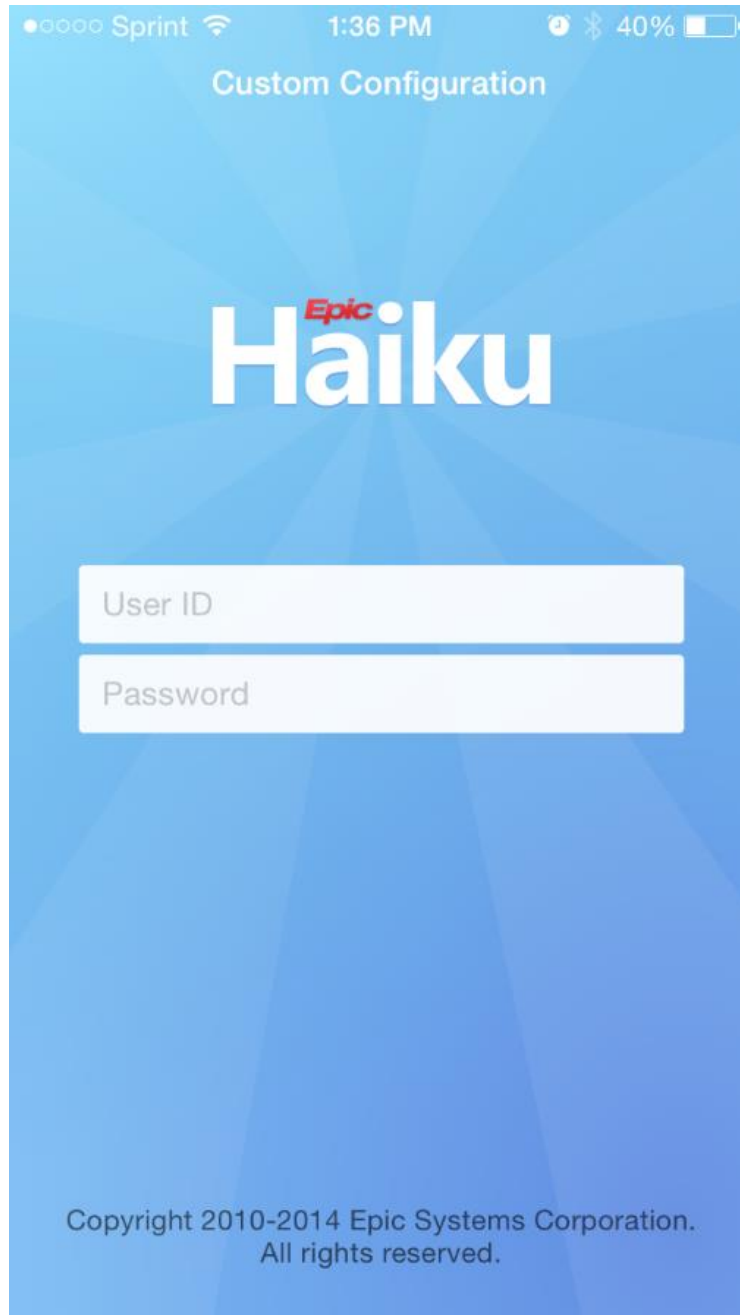 Sprint 1:36 PM 40%
Custom Configuration
Epic
Haiku
User ID
Password
Copyright 2010-2014 Epic Systems Corporation.
All rights reserved.